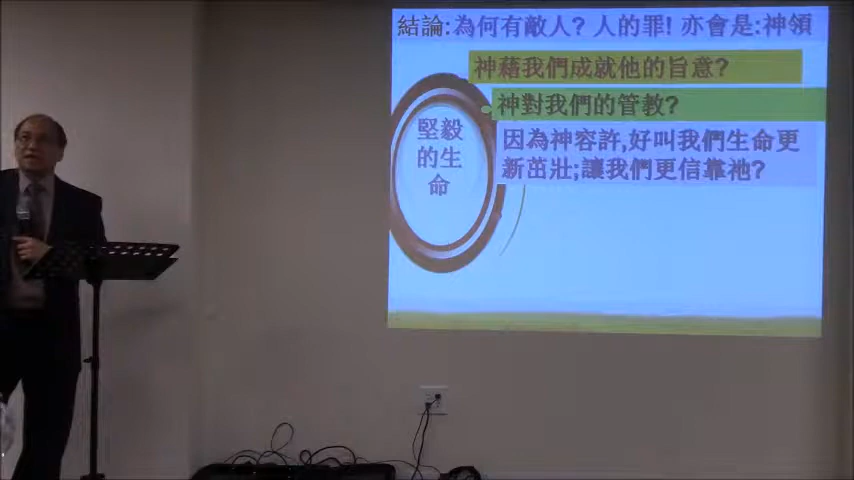 結論:為何有敵人? 人的罪! 亦會是:神領
神藉我們成就他的旨意?
神對我們的管教?
堅毅
的生
命
因為神容許,好叫我們生命更
新茁壯;讓我們更信靠祂?